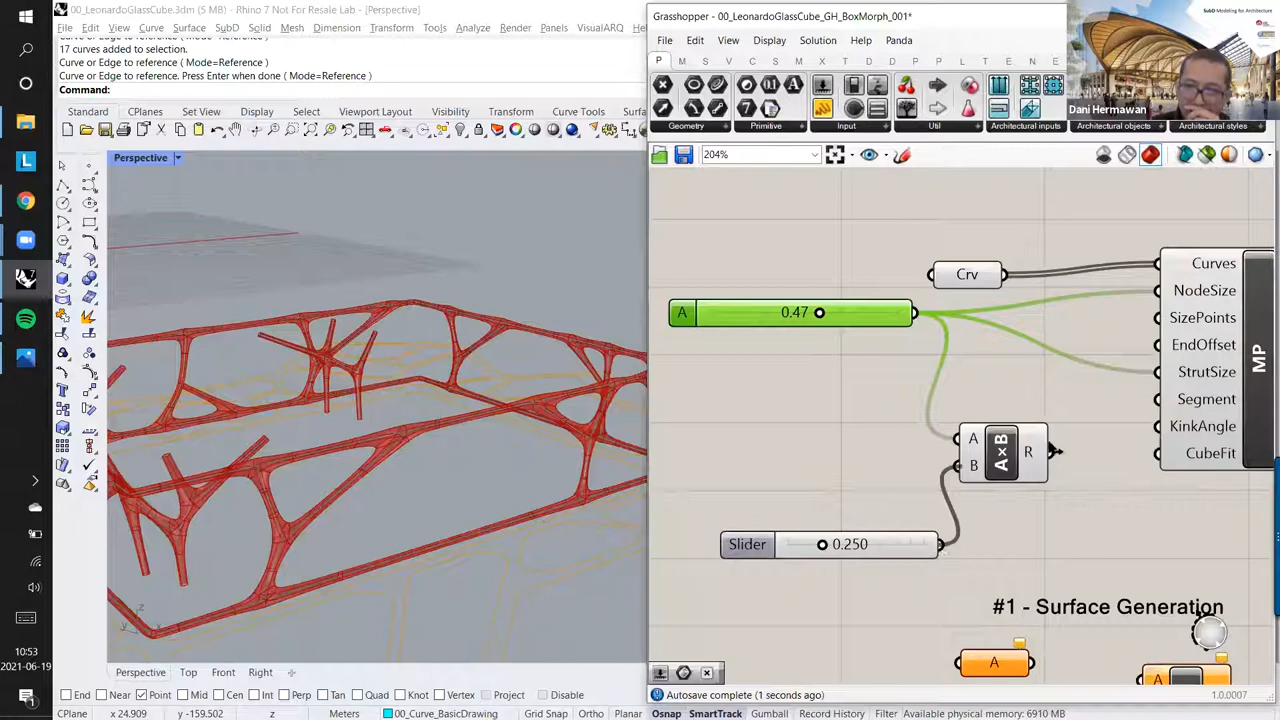 00_LeonardoGlassCube.3dm (5 MB) - Rhino 7 Not For Resale Lab - [Perspective]
File Edit View Curve Surface SubD Solid Mesh Dimension Transform Tools Analyze Render Panels VisualARQ
17 curves added to selection.
Curve or Edge to reference ( Mode=Reference )
Curve or Edge to reference. Press Enter when done ( Mode=Reference )
Command:
Standard CPlanes Set View Display Select Viewport Layout Visibility Transform Curve Tools
Perspective
Perspective Top Front Right
End Near Point Mid Cen Int Perp Tan Quad Knot Vertex Project Disable
CPlane x 24.909 y -159.502 z Meters 00_Curve_BasicDrawing Grid Snap Ortho Planar Osnap SmartTrack Gumball Record History Filter Available physical memory: 6910 MB
10:53
2021-06-19
Grasshopper - 00_LeonardoGlassCube_GH_BoxMorph_001*
File Edit View Display Solution Help Panda
P M S V C S M I T D
Geometry Primitive Input Util Architectural inputs Architectural objects Architectural styles
Dani Hermawan
SubD Modeling for Architecture
204%
Crv
A 0.47
Curves
NodeSize
SizePoints
EndOffset
StrutSize
Segment
KinkAngle
CubeFit
MP
A
B
A×B
R
Slider 0.250
#1 - Surface Generation
A
A
Autosave complete (1 seconds ago)
1.0.0007